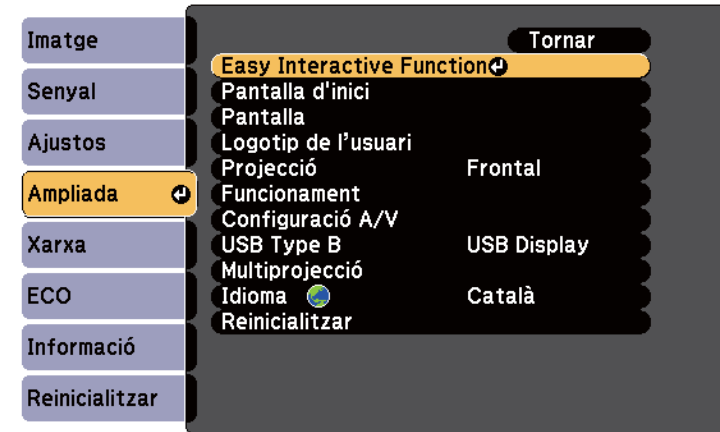 Imatge
Senyal
Ajustos
Ampliada
Xarxa
ECO
Informació
Reinicialitzar
Tornar
Easy Interactive Function
Pantalla d'inici
Pantalla
Logotip de l’usuari
Projecció Frontal
Funcionament
Configuració A/V
USB Type B USB Display
Multiprojecció
Idioma Català
Reinicialitzar